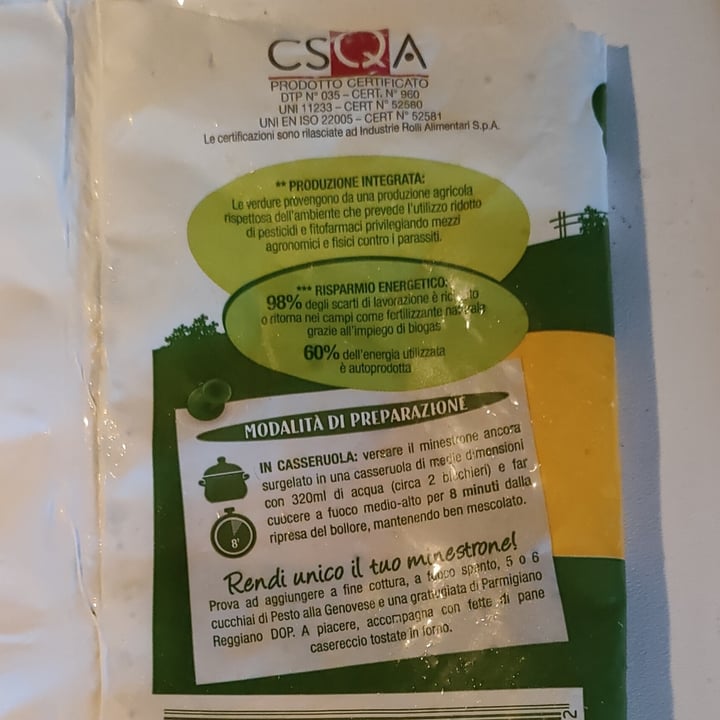 CSQA
PRODOTTO CERTIFICATO
DTP N° 035 – CERT. N° 960
UNI 11233 – CERT N° 52580
UNI EN ISO 22005 – CERT N° 52581
Le certificazioni sono rilasciate ad Industrie Rolli Alimentari S.p.A.
** PRODUZIONE INTEGRATA:
Le verdure provengono da una produzione agricola
rispettosa dell'ambiente che prevede l'utilizzo ridotto
di pesticidi e fitofarmaci privilegiando mezzi
agronomici e fisici contro i parassiti.
*** RISPARMIO ENERGETICO:
98% degli scarti di lavorazione è
o ritorna nei campi come fertilizzante
grazie all'impiego di biogas
60% dell'energia utilizzata
è autoprodotta
MODALITÀ DI PREPARAZIONE
IN CASSERUOLA: versare il minestrone ancora
surgelato in una casseruola di medie dimensioni
con 320ml di acqua (circa 2 bicchieri) e far
cuocere a fuoco medio-alto per 8 minuti dalla
ripresa del bollore, mantenendo ben mescolato.
8'
Rendi unico il tuo minestrone!
Prova ad aggiungere a fine cottura, a fuoco spento, 5 o 6
cucchiai di Pesto alla Genovese e una grattugiata di Parmigiano
Reggiano DOP. A piacere, accompagna con fette di pane
casereccio tostate in forno.
2